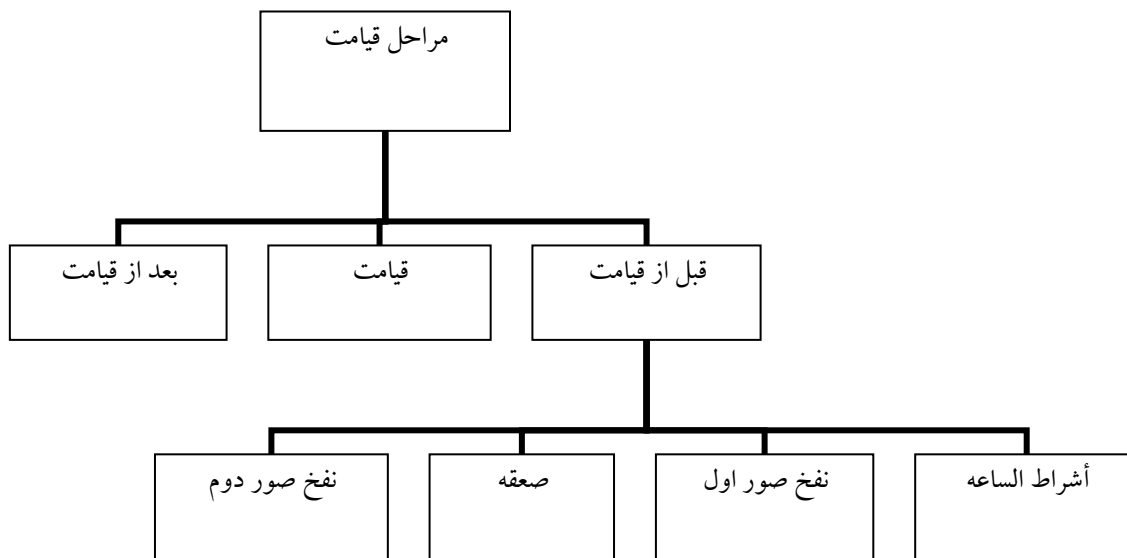 مراحل قیامت
قبل از قیامت
قیامت
بعد از قیامت
أشراط الساعه
نفخ صور اول
صعقه
نفخ صور دوم